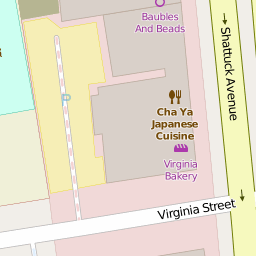 Baubles
And Beads
Shattuck Avenue
Cha Ya
Japanese
Cuisine
Virginia
Bakery
Virginia Street